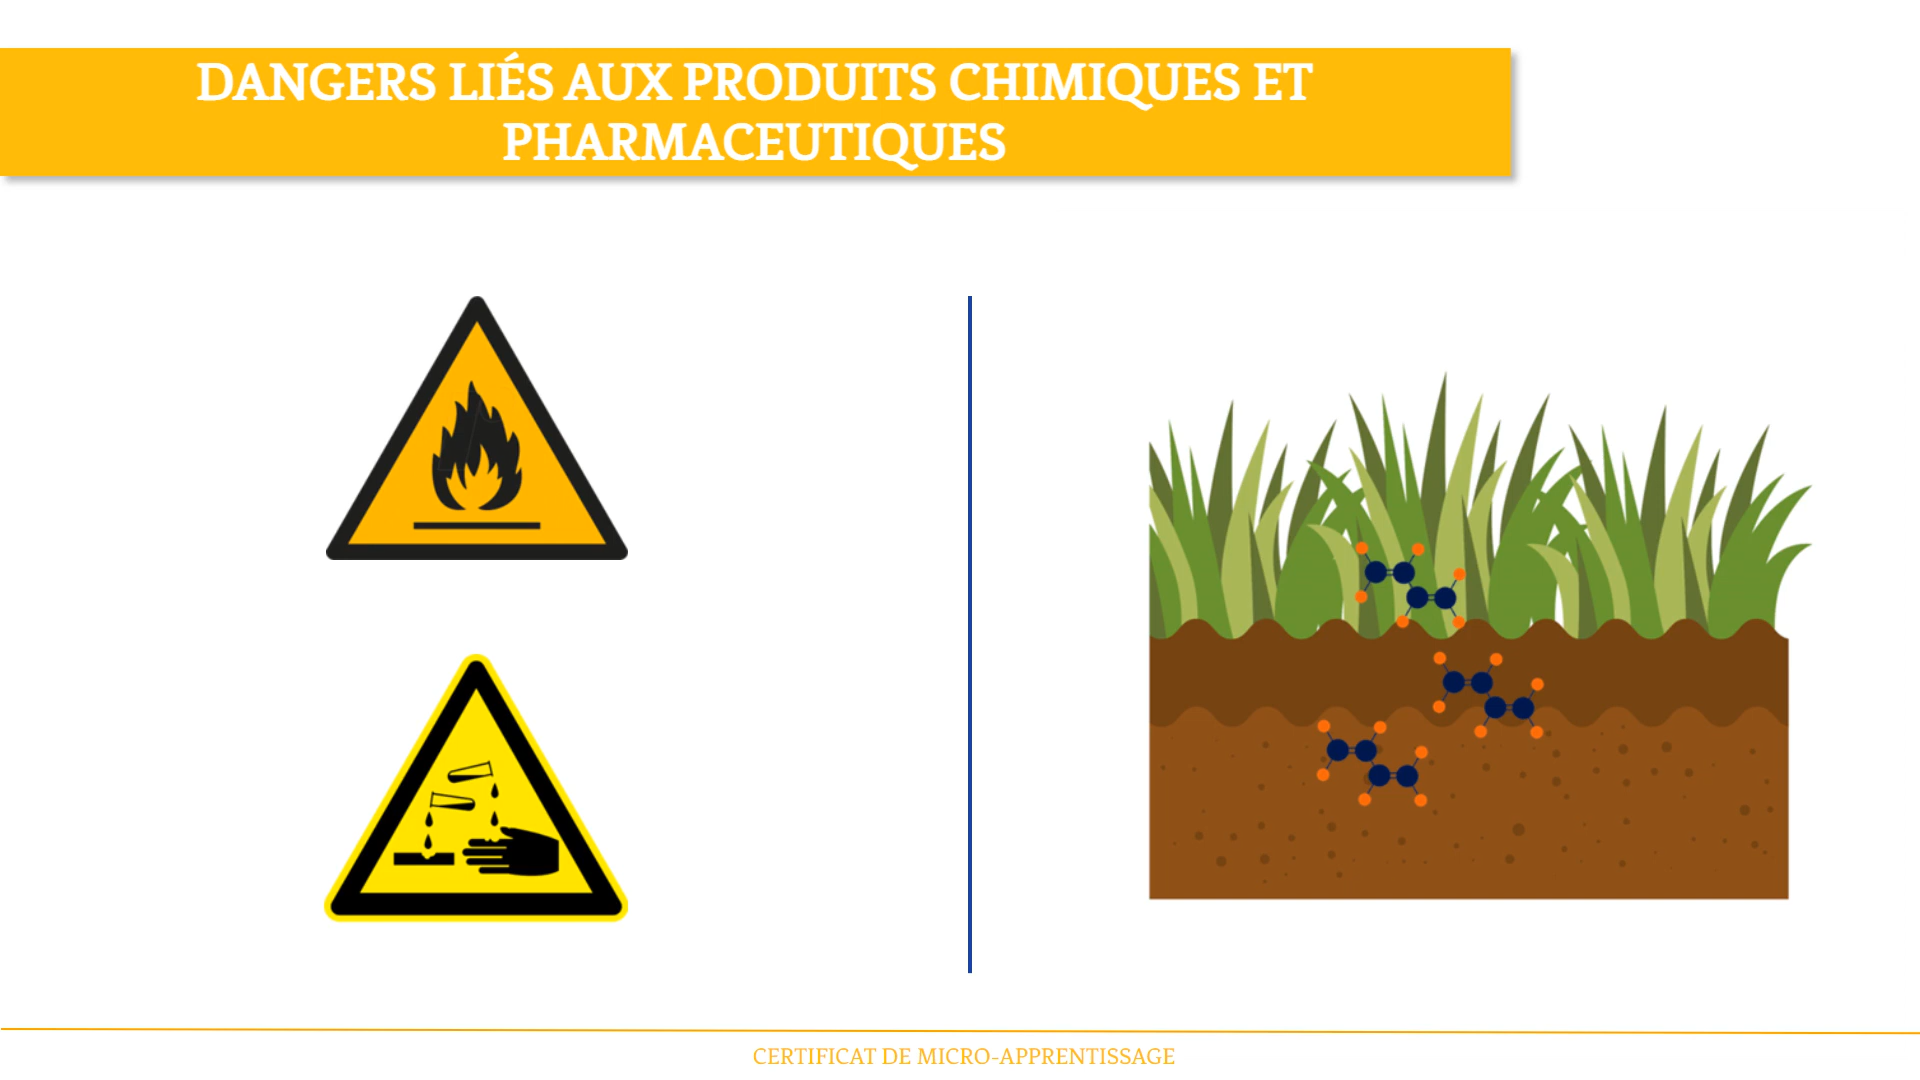 DANGERS LIÉS AUX PRODUITS CHIMIQUES ET
PHARMACEUTIQUES
CERTIFICAT DE MICRO-APPRENTISSAGE